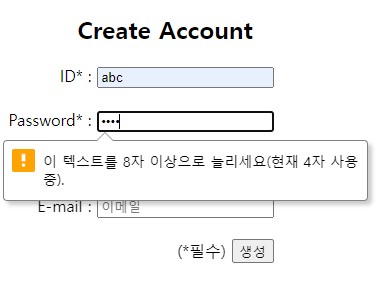 Create Account
ID* : abc
Password* : ••••
이 텍스트를 8자 이상으로 늘리세요(현재 4자 사용
중).
E-mail : 이메일
(*필수) 생성